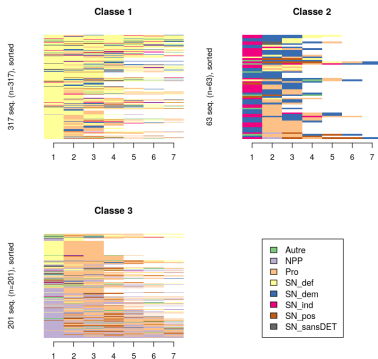 Classe 1
317 seq. (n=317), sorted
1 2 3 4 5 6 7
Classe 2
63 seq. (n=63), sorted
1 2 3 4 5 6 7
Classe 3
201 seq. (n=201), sorted
1 2 3 4 5 6 7
Autre
NPP
Pro
SN_def
SN_dem
SN_ind
SN_pos
SN_sansDET